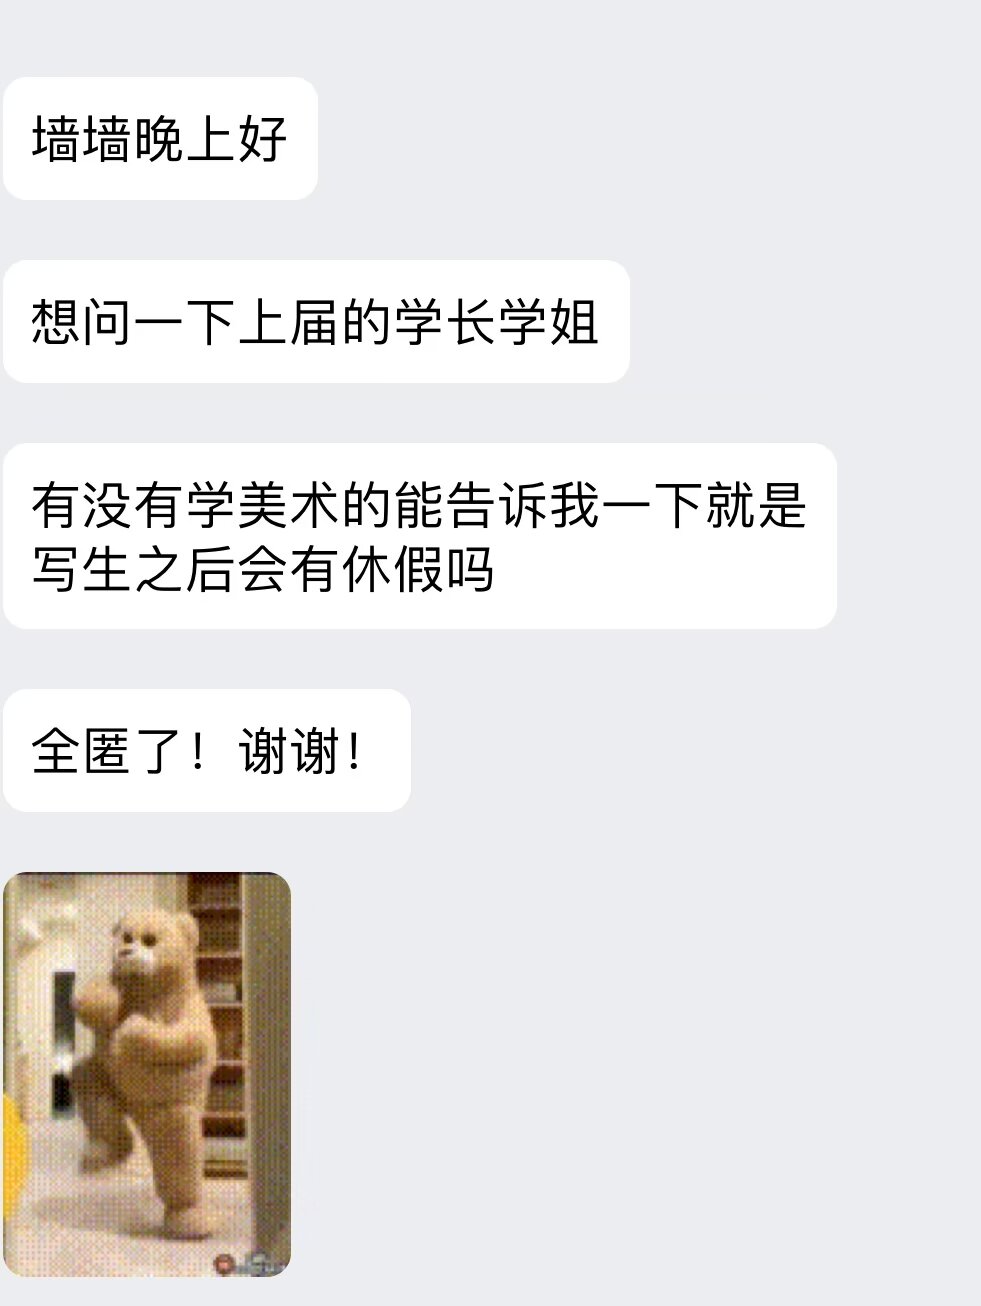 墙墙晚上好
想问一下上届的学长学姐
有没有学美术的能告诉我一下就是
写生之后会有休假吗
全匿了！谢谢！